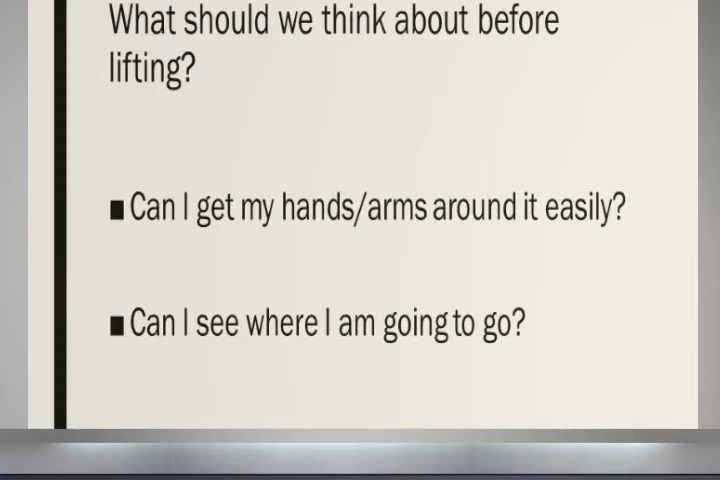 What should we think about before
lifting?
■ Can I get my hands/arms around it easily?
■ Can I see where I am going to go?